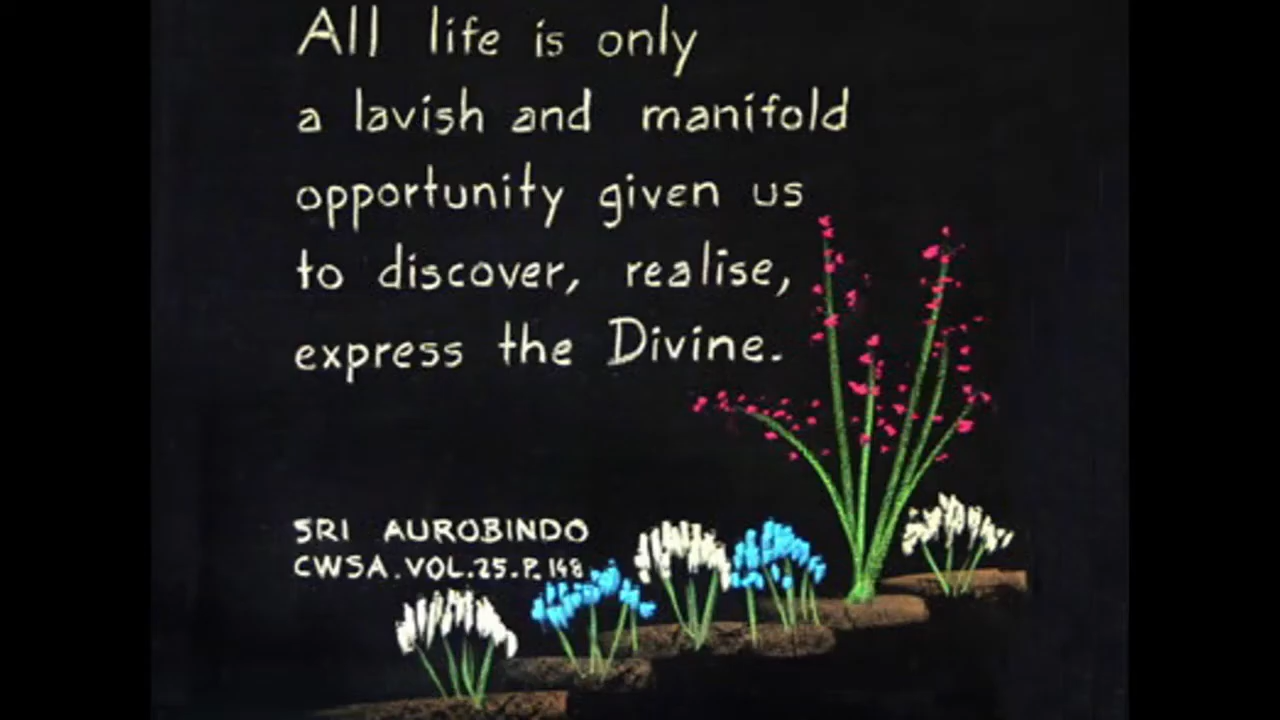 All life is only
a lavish and manifold
opportunity given us
to discover, realise,
express the Divine.
SRI AUROBINDO
CWSA.VOL.25.P.148